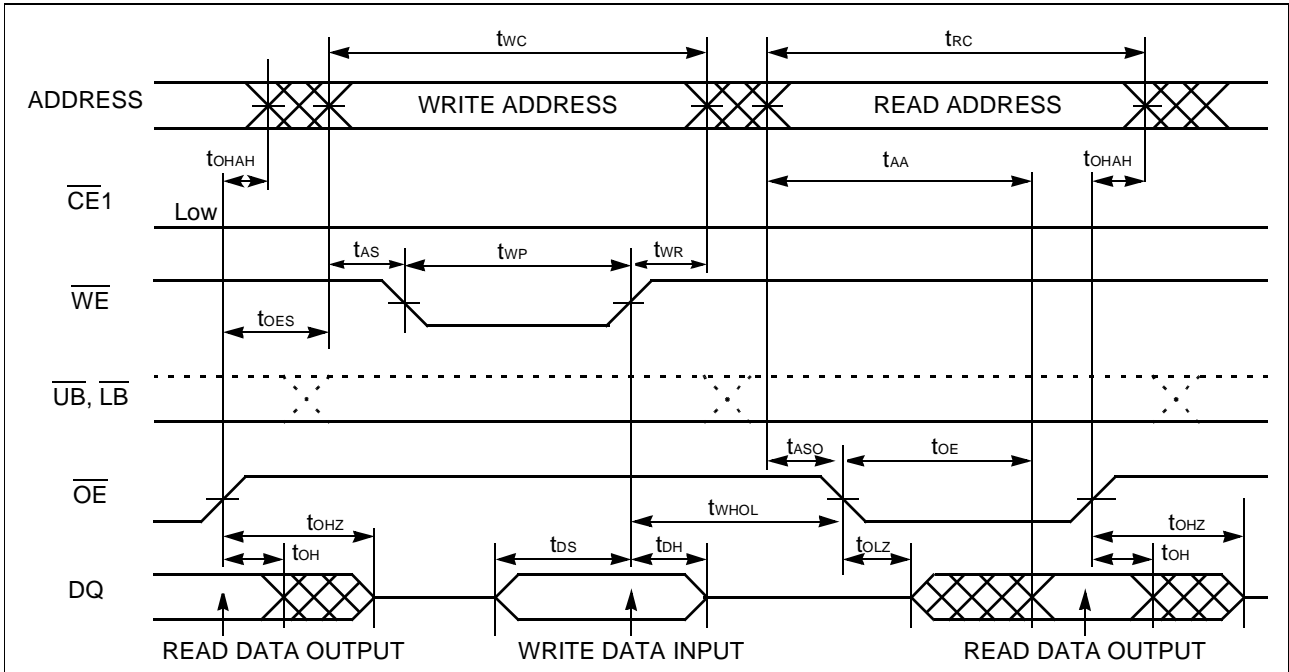 tWC tRC
ADDRESS WRITE ADDRESS READ ADDRESS
tOHAH tAA tOHAH
CE1 Low
tAS tWP tWR
WE
tOES
UB, LB
tASO tOE
OE
tOHZ tWHOL tOHZ
tOH tDS tDH tOLZ tOH
DQ
READ DATA OUTPUT WRITE DATA INPUT READ DATA OUTPUT